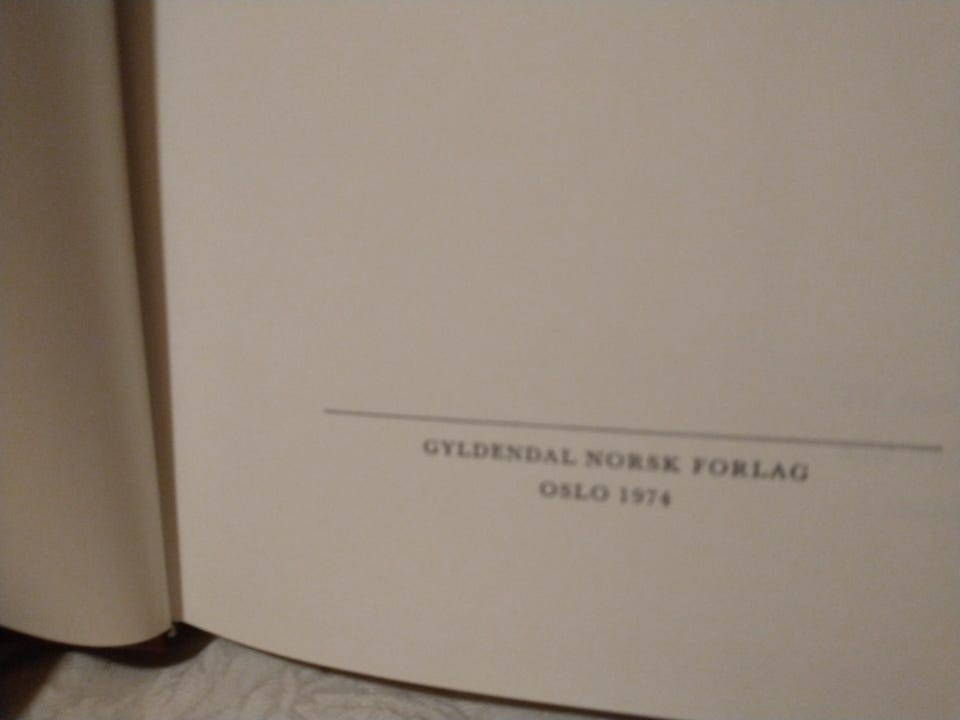 GYLDENDAL NORSK FORLAG
OSLO 1974